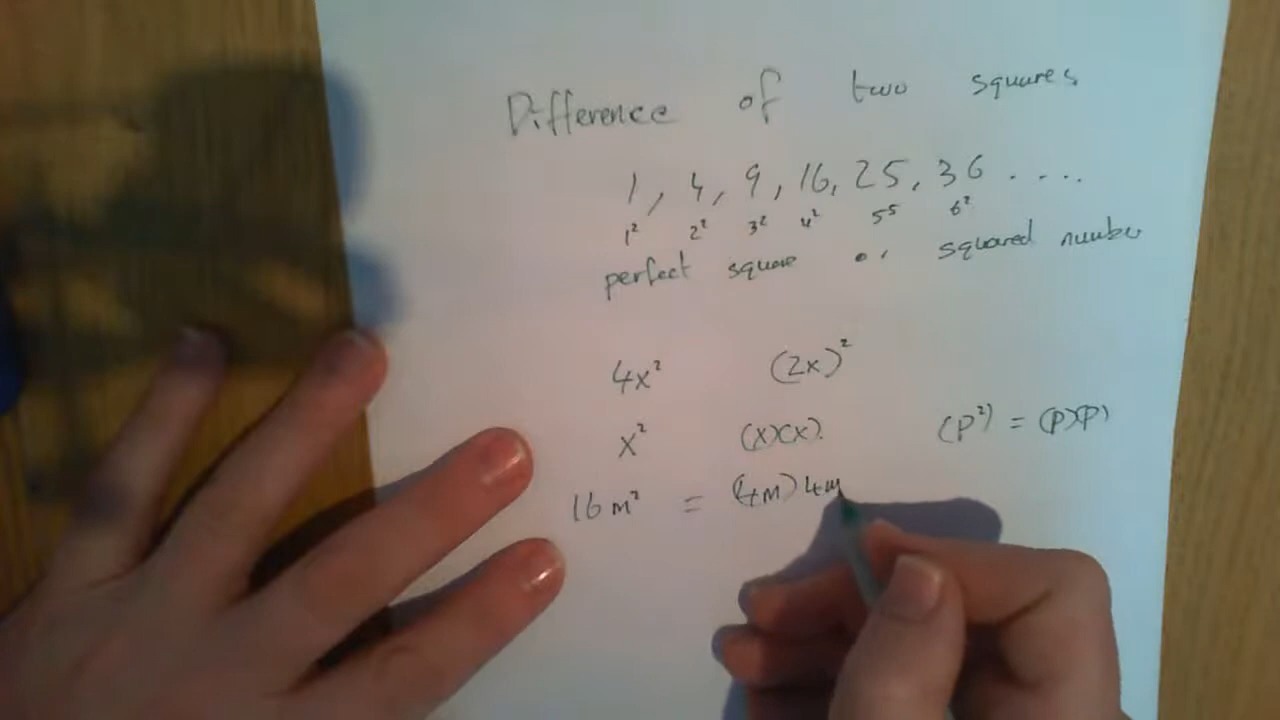 Difference of two squares
1, 4, 9, 16, 25, 36 ....
1² 2² 3² 4² 5⁵ 6²
perfect square or squared number
4x² (2x)²
x² (x)(x). (p²) = (p)(p)
16m² = (4m)4m